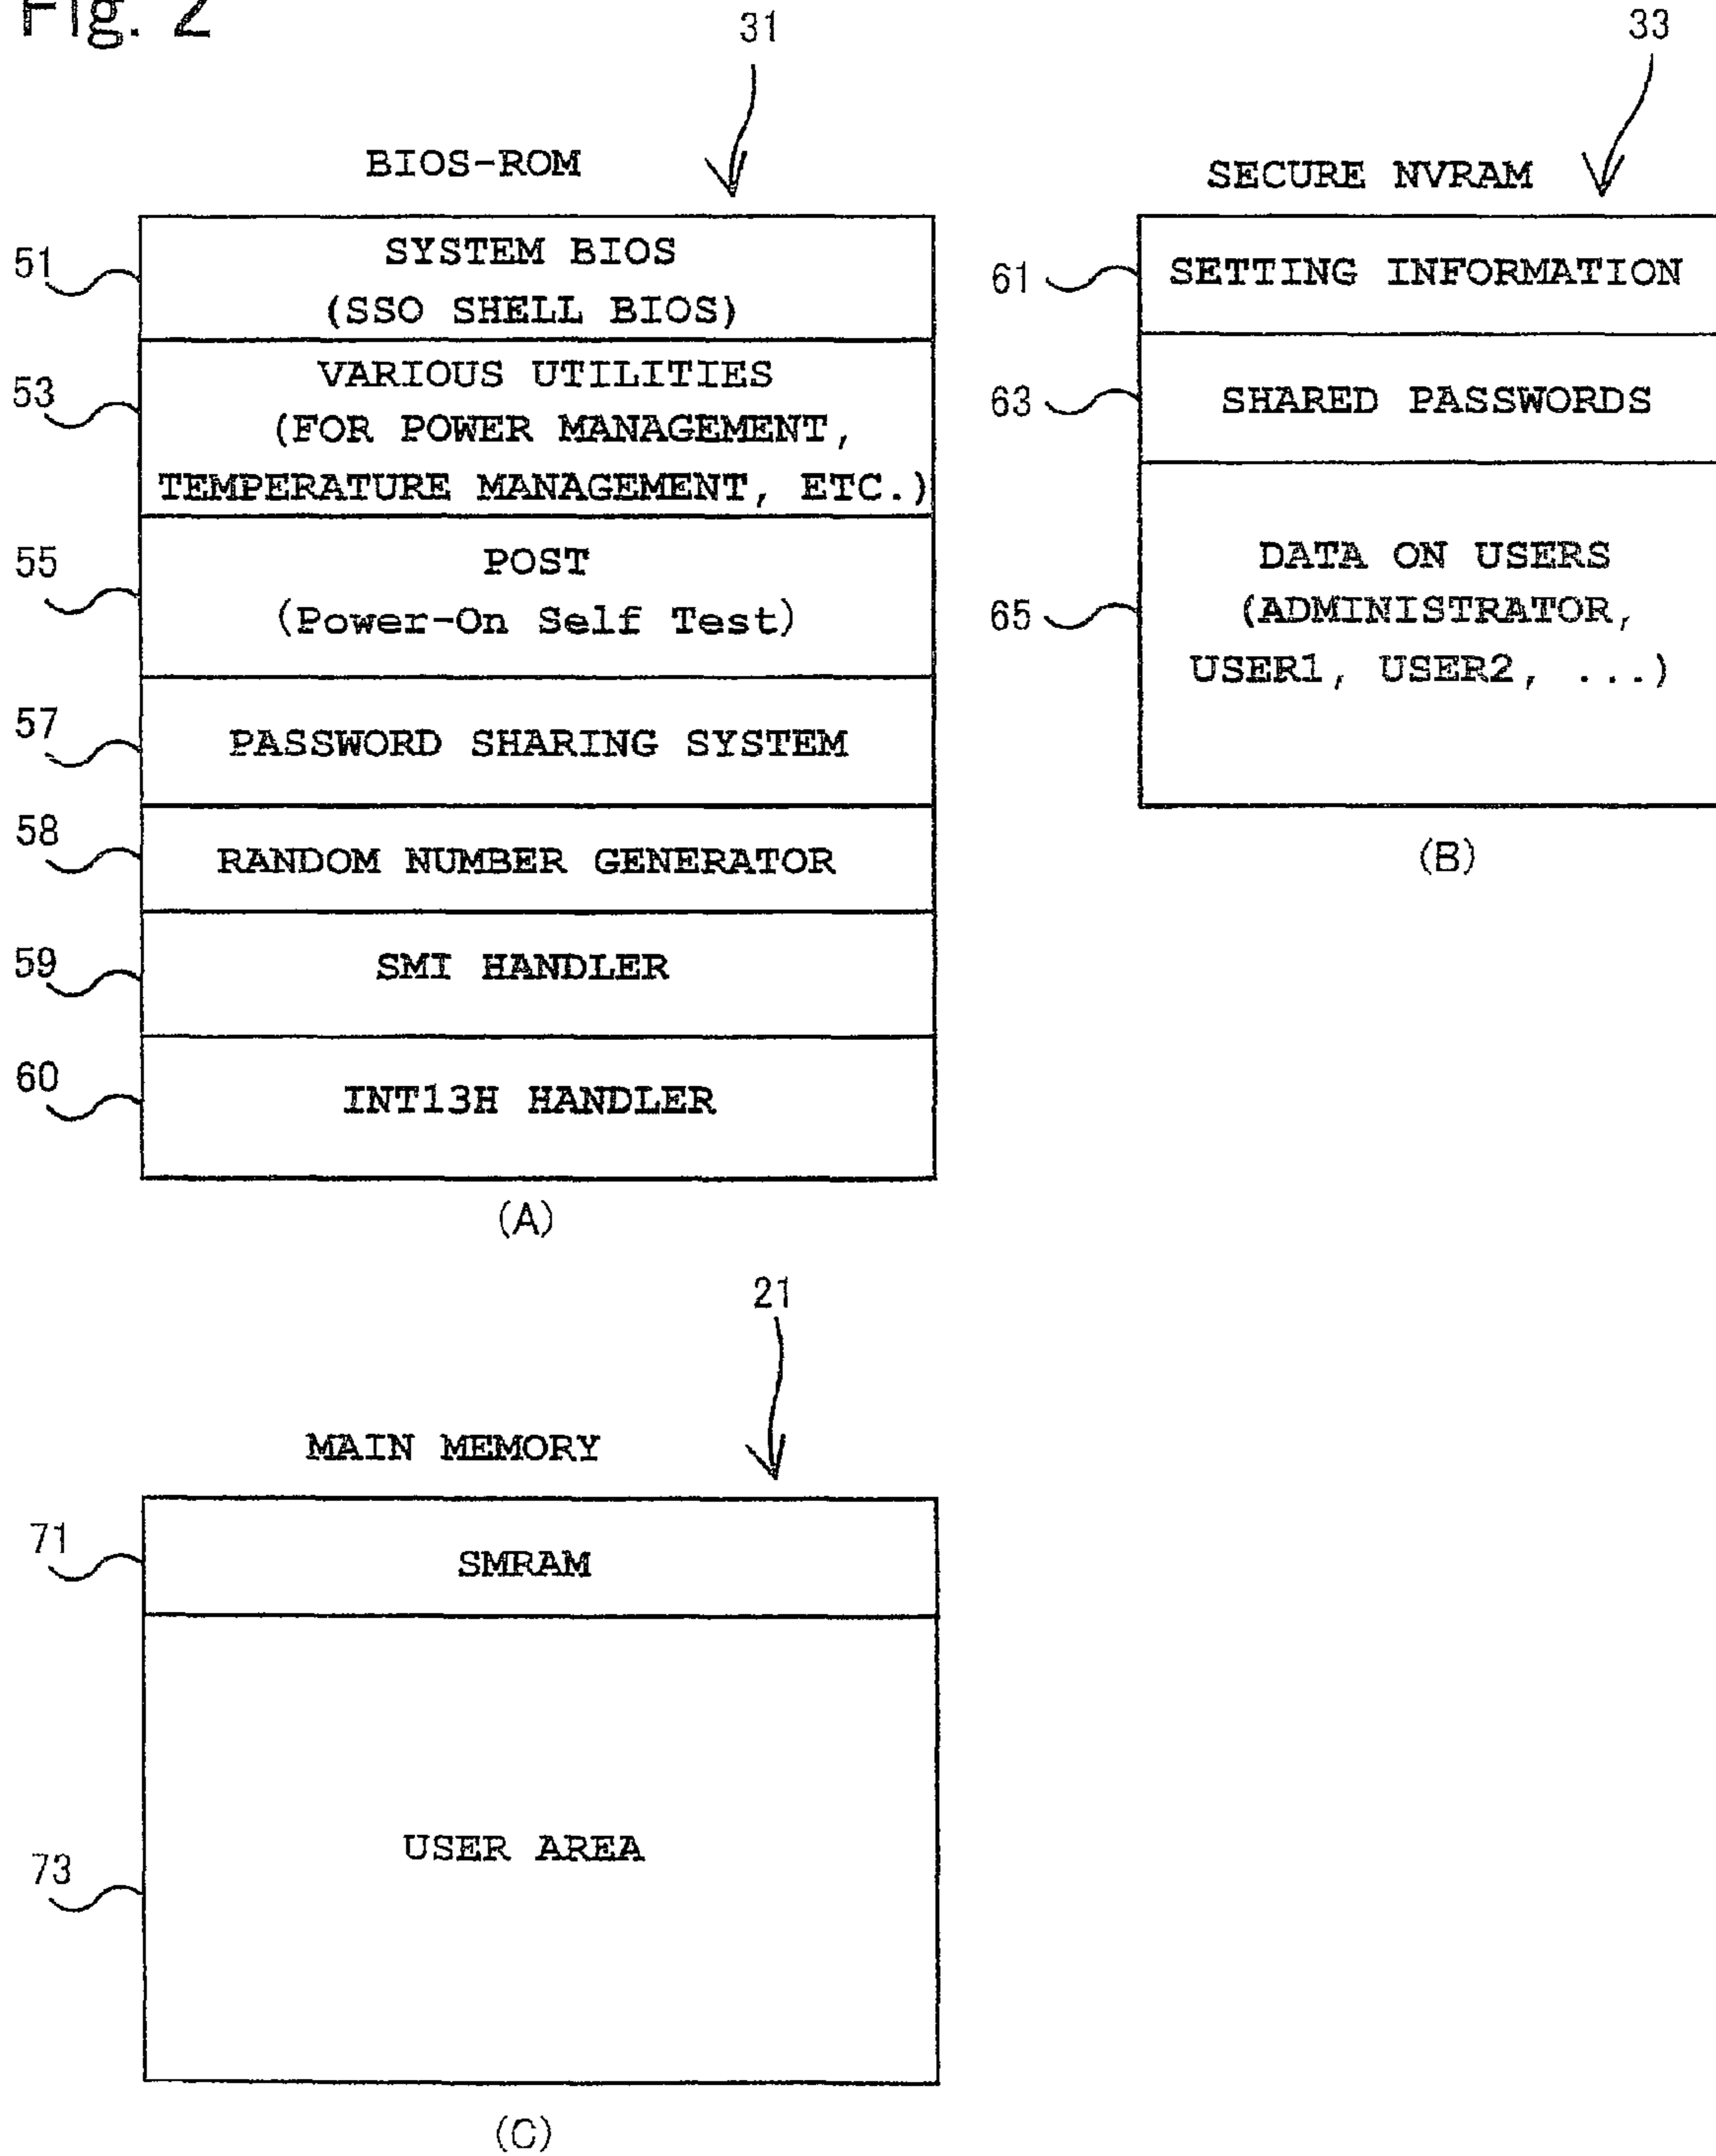 Fig. 2
31
BIOS-ROM
51
SYSTEM BIOS
(SSO SHELL BIOS)
53
VARIOUS UTILITIES
(FOR POWER MANAGEMENT,
TEMPERATURE MANAGEMENT, ETC.)
55
POST
(Power-On Self Test)
57
PASSWORD SHARING SYSTEM
58
RANDOM NUMBER GENERATOR
59
SMI HANDLER
60
INT13H HANDLER
(A)
33
SECURE NVRAM
61
SETTING INFORMATION
63
SHARED PASSWORDS
65
DATA ON USERS
(ADMINISTRATOR,
USER1, USER2, ...)
(B)
21
MAIN MEMORY
71
SMRAM
73
USER AREA
(C)